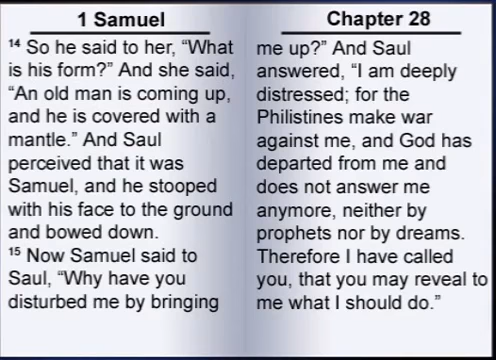 1 Samuel
Chapter 28
14 So he said to her, “What
is his form?” And she said,
“An old man is coming up,
and he is covered with a
mantle.” And Saul
perceived that it was
Samuel, and he stooped
with his face to the ground
and bowed down.
15 Now Samuel said to
Saul, “Why have you
disturbed me by bringing
me up?” And Saul
answered, “I am deeply
distressed; for the
Philistines make war
against me, and God has
departed from me and
does not answer me
anymore, neither by
prophets nor by dreams.
Therefore I have called
you, that you may reveal to
me what I should do.”